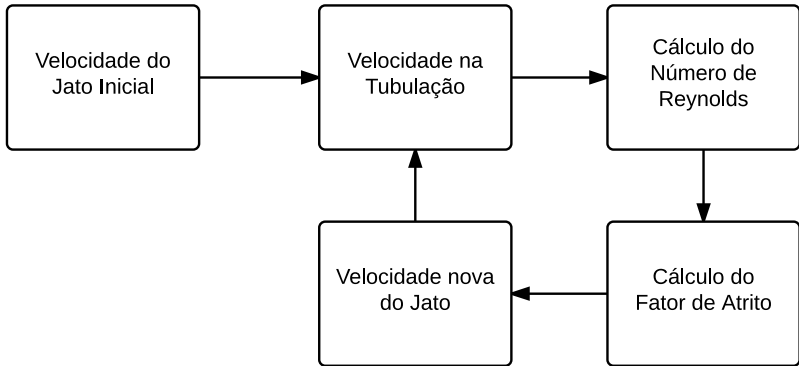 Velocidade do
Jato Inicial
Velocidade na
Tubulação
Cálculo do
Número de
Reynolds
Velocidade nova
do Jato
Cálculo do
Fator de Atrito